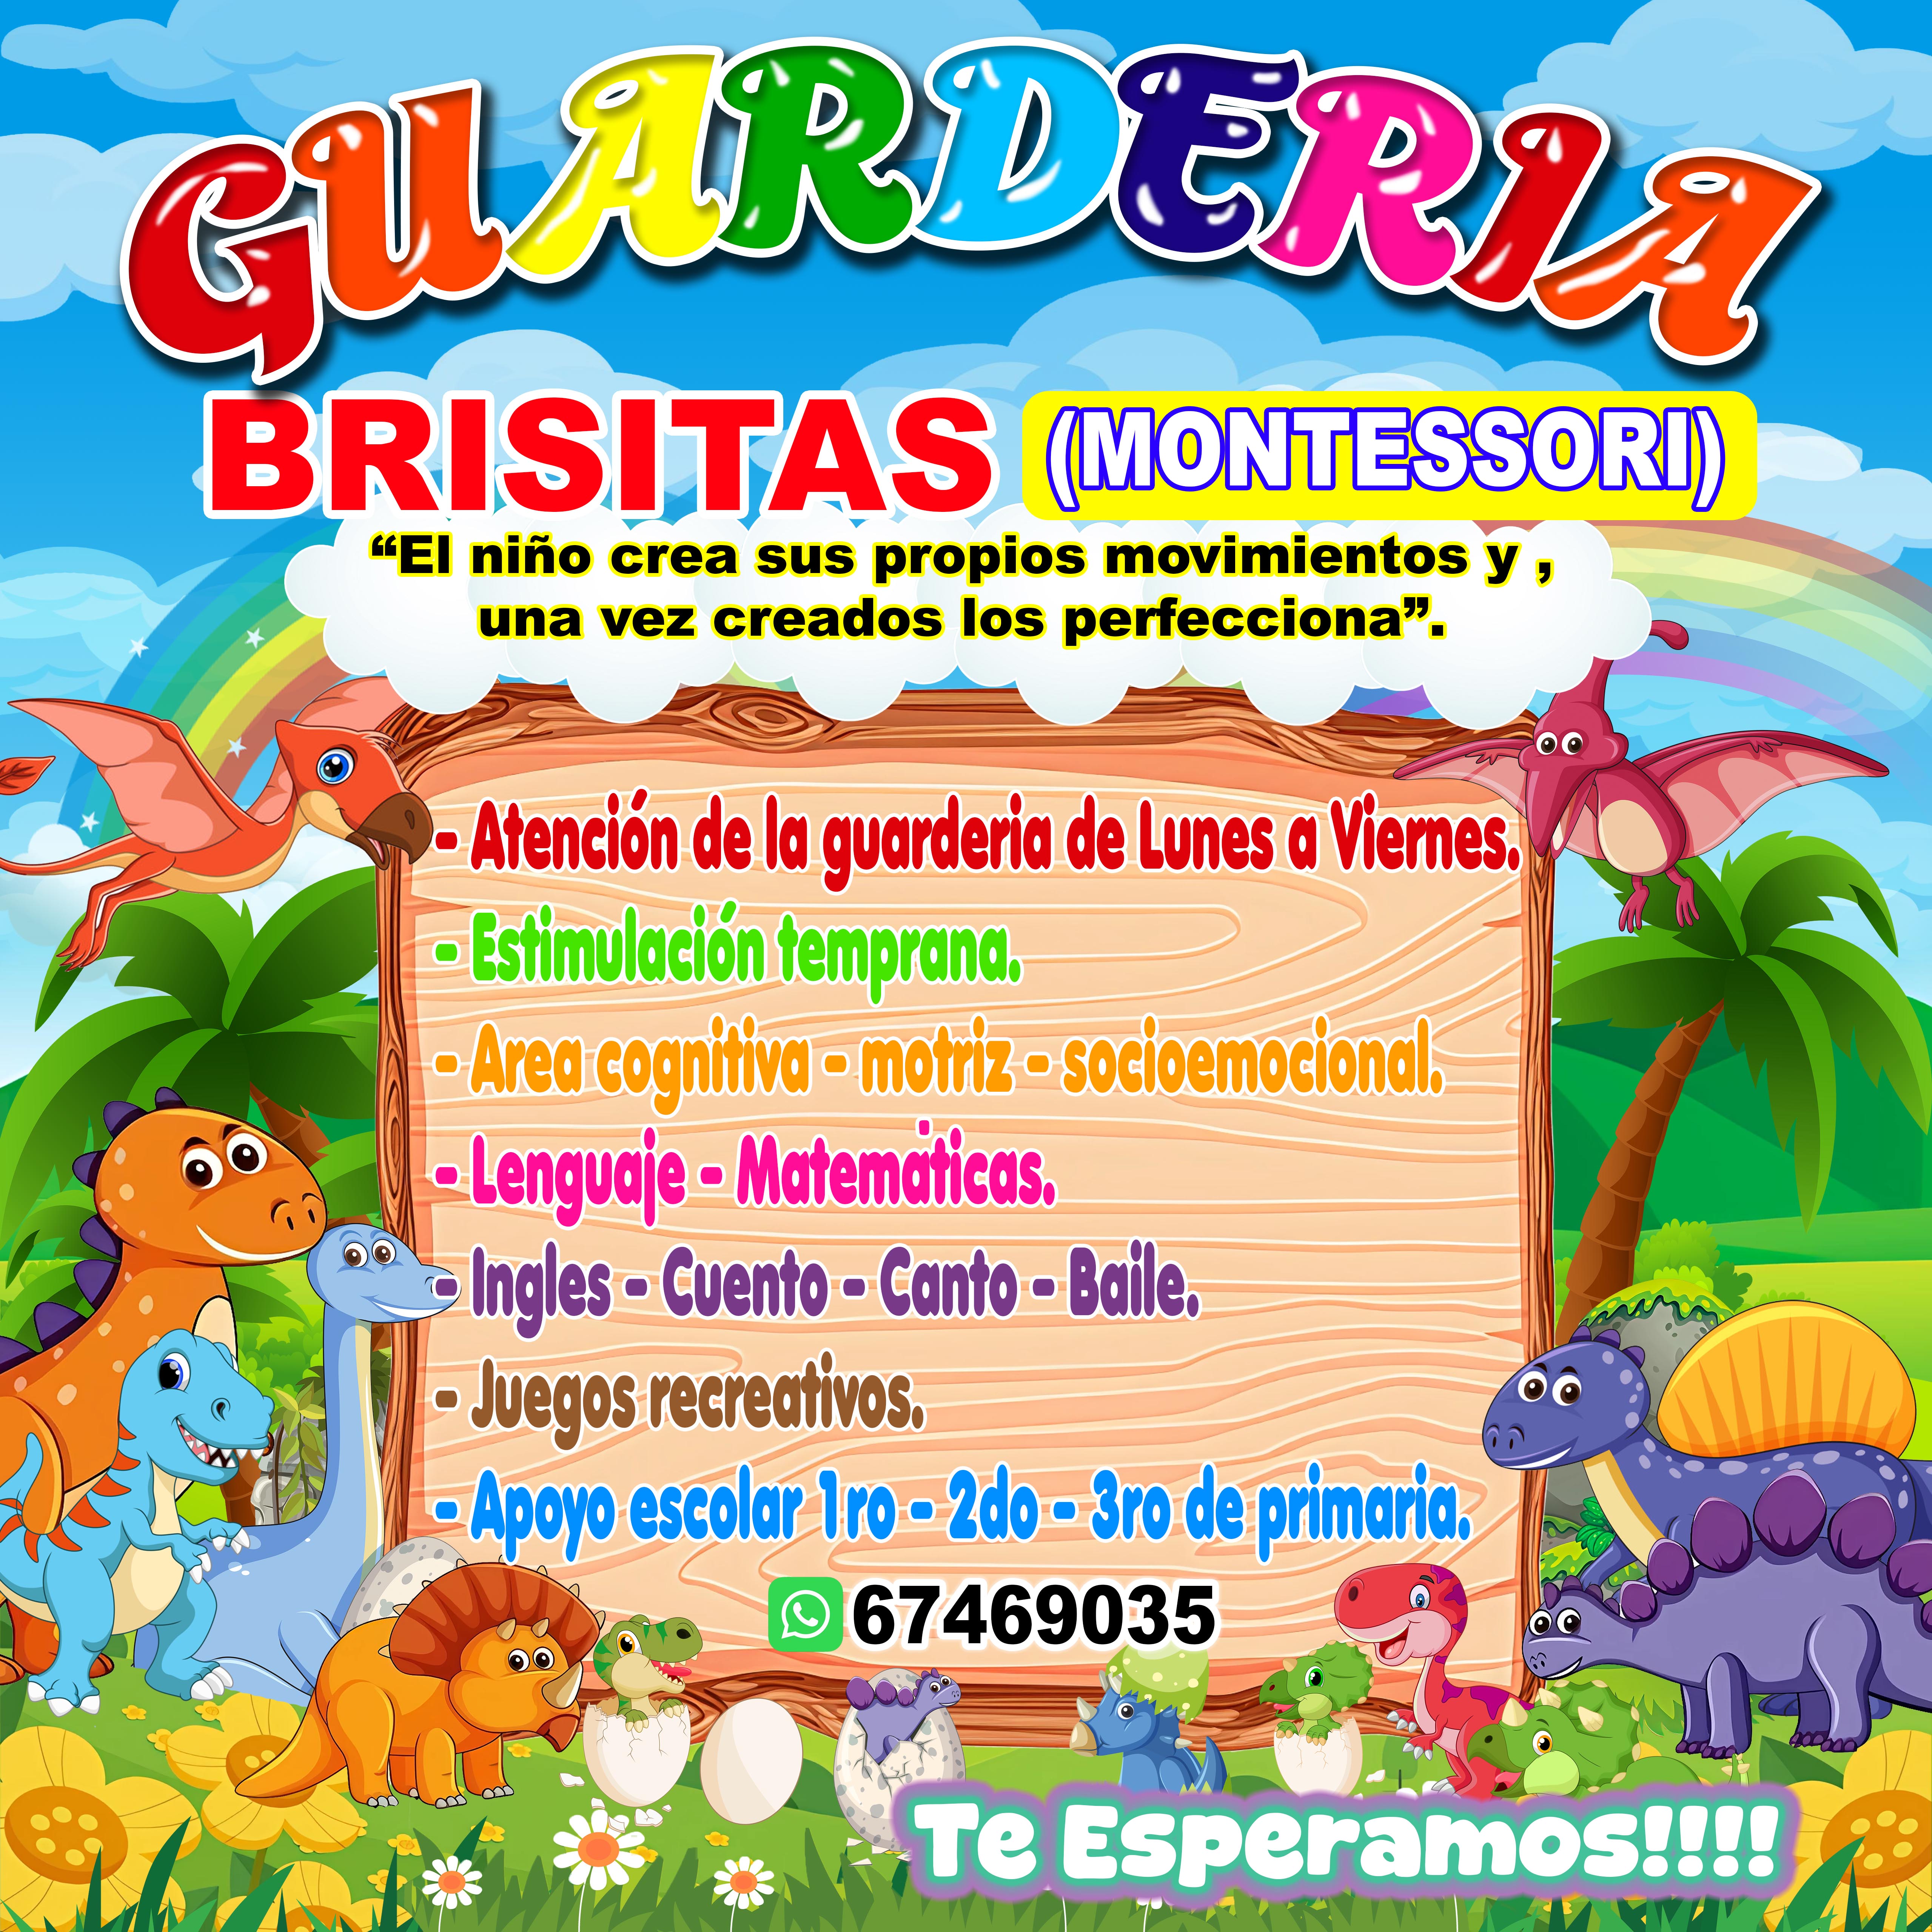 GUARDERIA
BRISITAS (MONTESSORI)
“El niño crea sus propios movimientos y ,
una vez creados los perfecciona”.
- Atención de la guarderia de Lunes a Viernes.
- Estimulación temprana.
- Area cognitiva - motriz - socioemocional.
- Lenguaje - Matemáticas.
- Ingles - Cuento - Canto - Baile.
- Juegos recreativos.
- Apoyo escolar 1ro - 2do - 3ro de primaria.
67469035
Te Esperamos!!!!